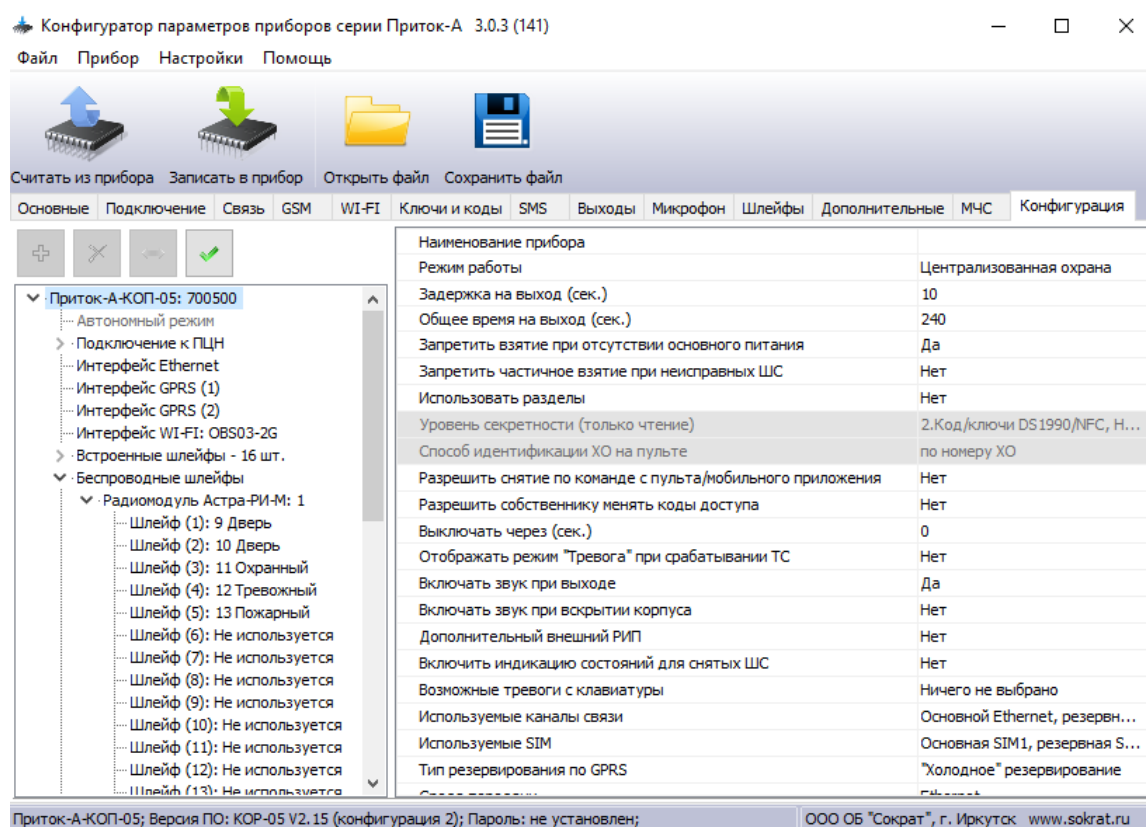 Конфигуратор параметров приборов серии Приток-А 3.0.3 (141)
Файл Прибор Настройки Помощь
Считать из прибора Записать в прибор Открыть файл Сохранить файл
Основные Подключение Связь GSM WI-FI Ключи и коды SMS Выходы Микрофон Шлейфы Дополнительные МЧС Конфигурация
Приток-А-КОП-05: 700500
Автономный режим
Подключение к ПЦН
Интерфейс Ethernet
Интерфейс GPRS (1)
Интерфейс GPRS (2)
Интерфейс WI-FI: OBS03-2G
Встроенные шлейфы - 16 шт.
Беспроводные шлейфы
Радиомодуль Астра-РИ-М: 1
Шлейф (1): 9 Дверь
Шлейф (2): 10 Дверь
Шлейф (3): 11 Охранный
Шлейф (4): 12 Тревожный
Шлейф (5): 13 Пожарный
Шлейф (6): Не используется
Шлейф (7): Не используется
Шлейф (8): Не используется
Шлейф (9): Не используется
Шлейф (10): Не используется
Шлейф (11): Не используется
Шлейф (12): Не используется
Шлейф (13): Не используется
Наименование прибора
Режим работы Централизованная охрана
Задержка на выход (сек.) 10
Общее время на выход (сек.) 240
Запретить взятие при отсутствии основного питания Да
Запретить частичное взятие при неисправных ШС Нет
Использовать разделы Нет
Уровень секретности (только чтение) 2.Код/ключи DS1990/NFC, Н...
Способ идентификации ХО на пульте по номеру ХО
Разрешить снятие по команде с пульта/мобильного приложения Нет
Разрешить собственнику менять коды доступа Нет
Выключать через (сек.) 0
Отображать режим "Тревога" при срабатывании ТС Нет
Включать звук при выходе Да
Включать звук при вскрытии корпуса Нет
Дополнительный внешний РИП Нет
Включить индикацию состояний для снятых ШС Нет
Возможные тревоги с клавиатуры Ничего не выбрано
Используемые каналы связи Основной Ethernet, резервн...
Используемые SIM Основная SIM1, резервная S...
Тип резервирования по GPRS "Холодное" резервирование
Приток-А-КОП-05; Версия ПО: KOP-05 V2.15 (конфигурация 2); Пароль: не установлен; ООО ОБ "Сократ", г. Иркутск www.sokrat.ru